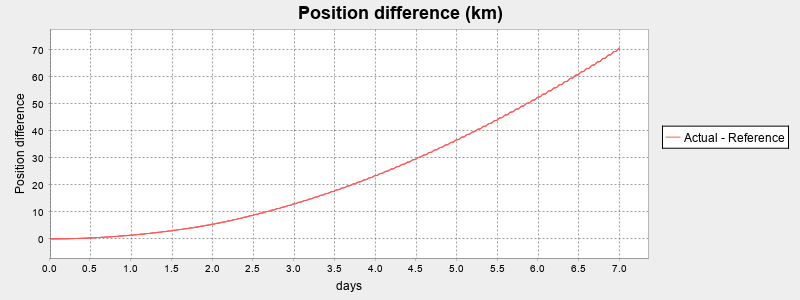 Position difference (km)
70
60
50
40
30
20
10
0
Position difference
0.0 0.5 1.0 1.5 2.0 2.5 3.0 3.5 4.0 4.5 5.0 5.5 6.0 6.5 7.0
days
Actual - Reference